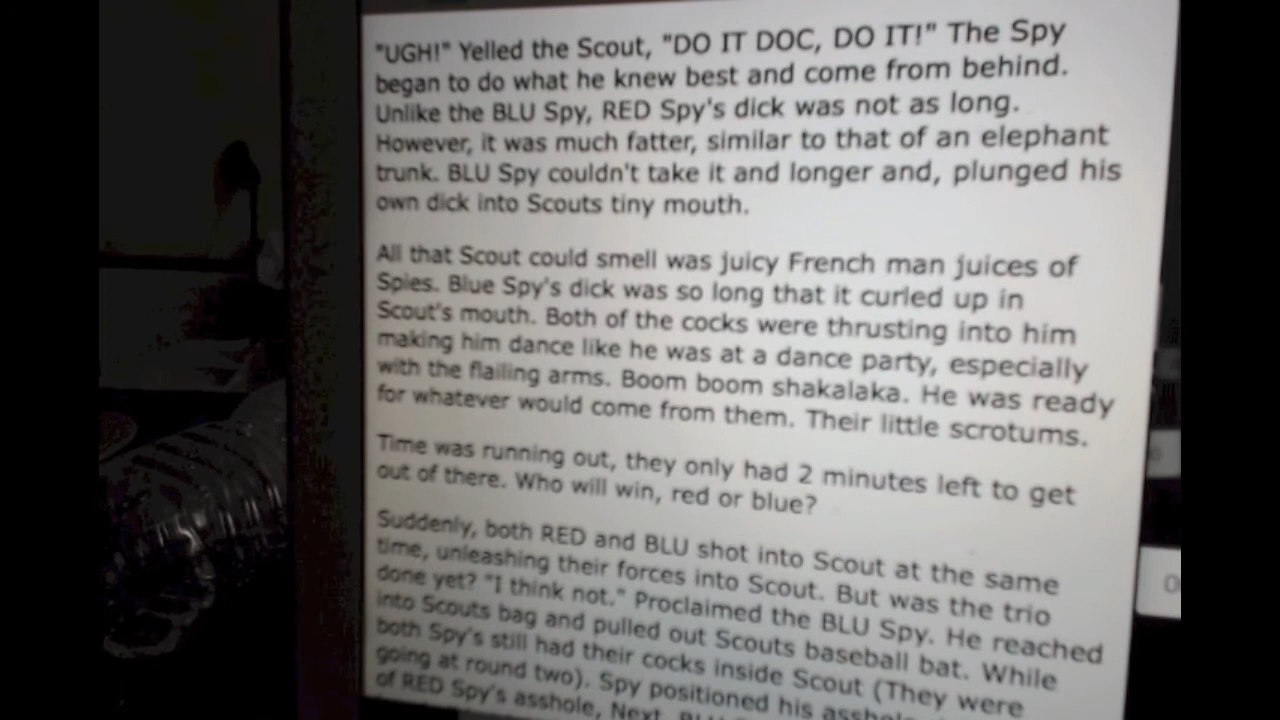 "UGH!" Yelled the Scout, "DO IT DOC, DO IT!" The Spy
began to do what he knew best and come from behind.
Unlike the BLU Spy, RED Spy's dick was not as long.
However, it was much fatter, similar to that of an elephant
trunk. BLU Spy couldn't take it and longer and, plunged his
own dick into Scouts tiny mouth.
All that Scout could smell was juicy French man juices of
Spies. Blue Spy's dick was so long that it curled up in
Scout's mouth. Both of the cocks were thrusting into him
making him dance like he was at a dance party, especially
with the flailing arms. Boom boom shakalaka. He was ready
for whatever would come from them. Their little scrotums.
Time was running out, they only had 2 minutes left to get
out of there. Who will win, red or blue?
Suddenly, both RED and BLU shot into Scout at the same
time, unleashing their forces into Scout. But was the trio
done yet? "I think not." Proclaimed the BLU Spy. He reached
into Scouts bag and pulled out Scouts baseball bat. While
both Spy's still had their cocks inside Scout (They were
going at round two). Spy positioned his
of RED Spy's asshole, Next,